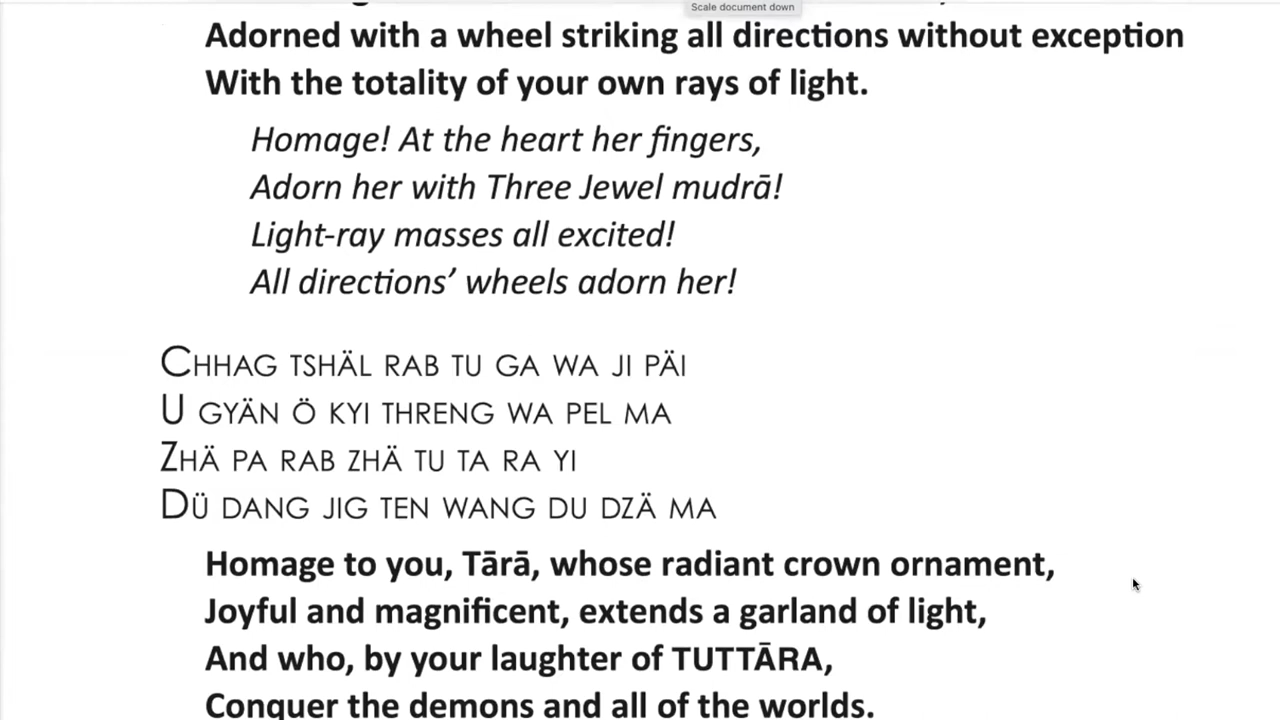 Scale document down
Adorned with a wheel striking all directions without exception
With the totality of your own rays of light.
Homage! At the heart her fingers,
Adorn her with Three Jewel mudrā!
Light-ray masses all excited!
All directions’ wheels adorn her!
CHHAG TSHÄL RAB TU GA WA JI PÄI
U GYÄN Ö KYI THRENG WA PEL MA
ZHÄ PA RAB ZHÄ TU TA RA YI
DÜ DANG JIG TEN WANG DU DZÄ MA
Homage to you, Tārā, whose radiant crown ornament,
Joyful and magnificent, extends a garland of light,
And who, by your laughter of TUTTĀRA,
Conquer the demons and all of the worlds.